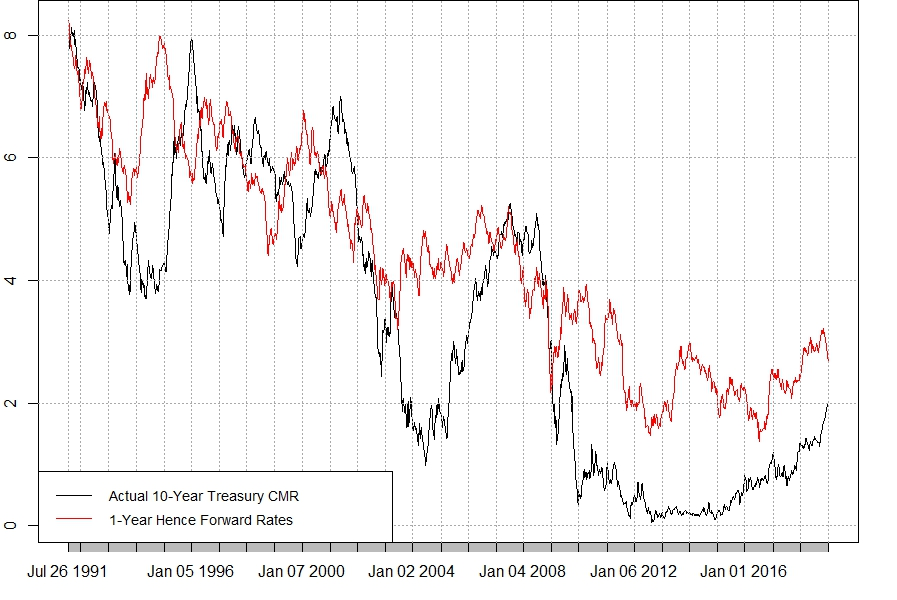 8
6
4
2
0
Actual 10-Year Treasury CMR
1-Year Hence Forward Rates
Jul 26 1991 Jan 05 1996 Jan 07 2000 Jan 02 2004 Jan 04 2008 Jan 06 2012 Jan 01 2016